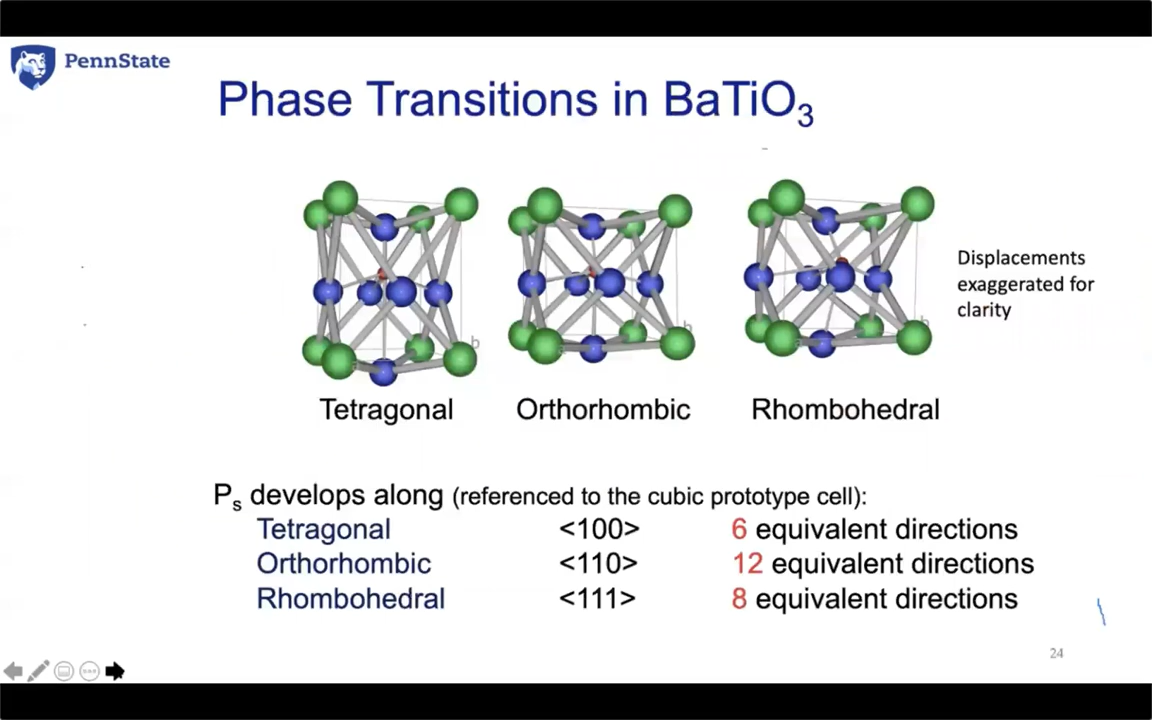 PennState
Phase Transitions in BaTiO₃
b
b
b
Displacements
exaggerated for
clarity
Tetragonal
Orthorhombic
Rhombohedral
Pₛ develops along (referenced to the cubic prototype cell):
Tetragonal <100> 6 equivalent directions
Orthorhombic <110> 12 equivalent directions
Rhombohedral <111> 8 equivalent directions
24